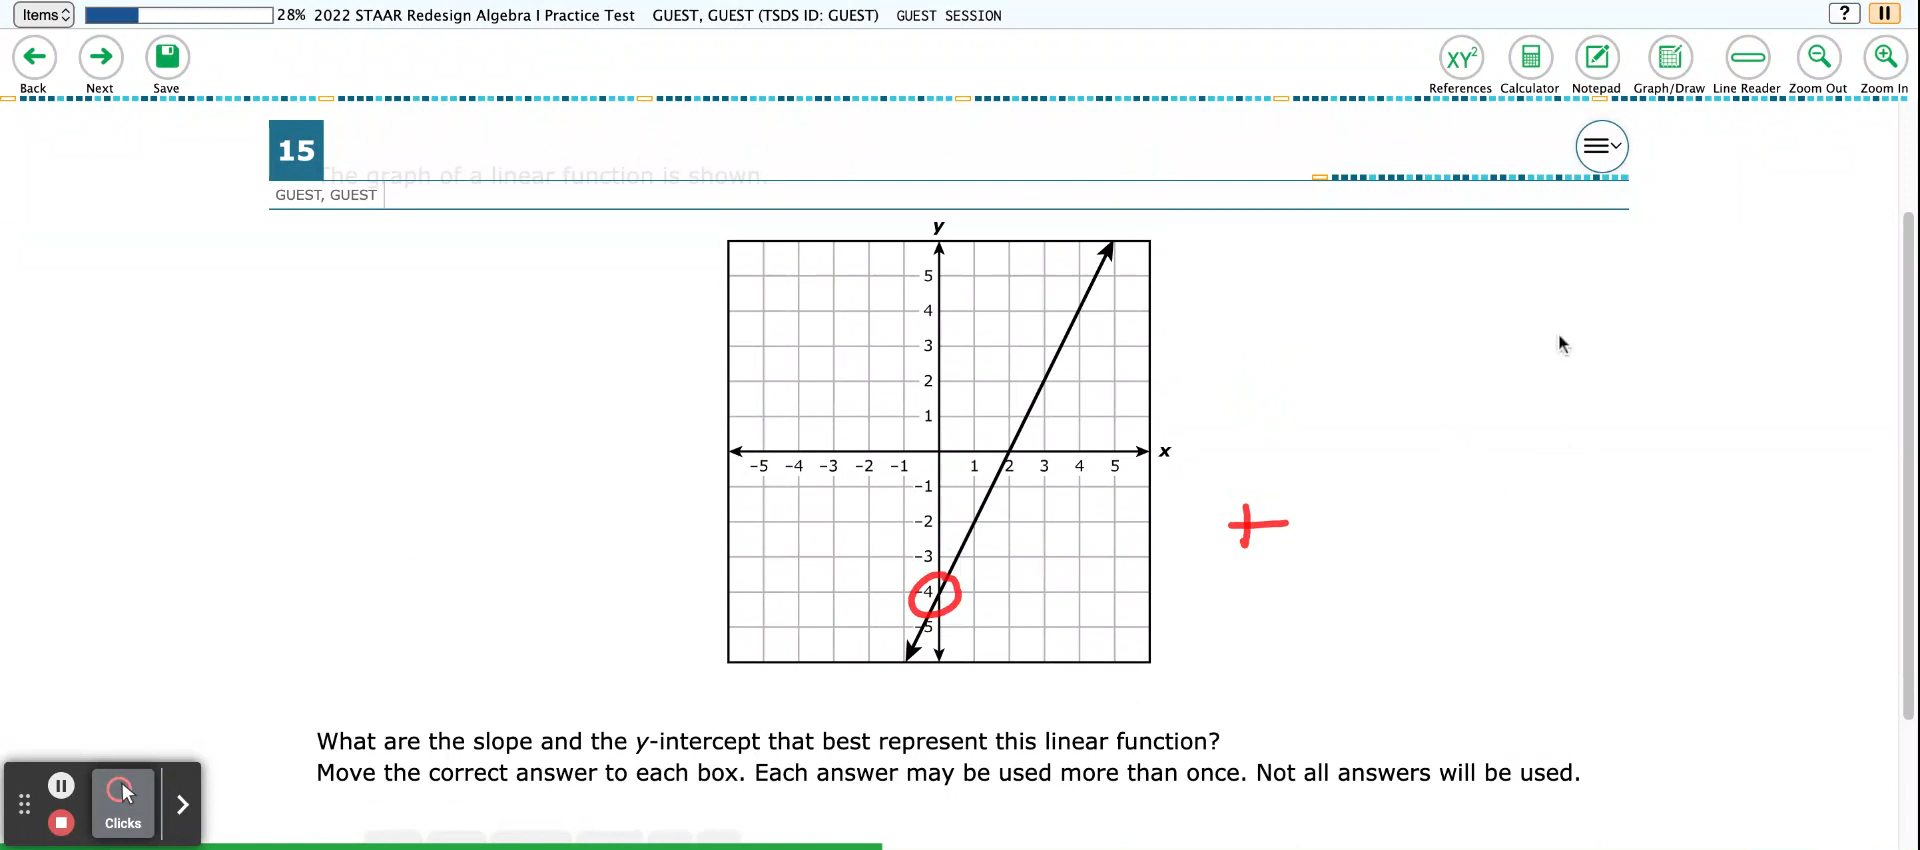 Items 28% 2022 STAAR Redesign Algebra I Practice Test GUEST, GUEST (TSDS ID: GUEST) GUEST SESSION ?
XY² 
Back Next Save References Calculator Notepad Graph/Draw Line Reader Zoom Out Zoom In
15
The graph of a linear function is shown.
GUEST, GUEST
y
5
4
3
2
1
x
-5 -4 -3 -2 -1 1 2 3 4 5
-1
-2
+
-3
-4
-5
What are the slope and the y-intercept that best represent this linear function?
Move the correct answer to each box. Each answer may be used more than once. Not all answers will be used.
Clicks